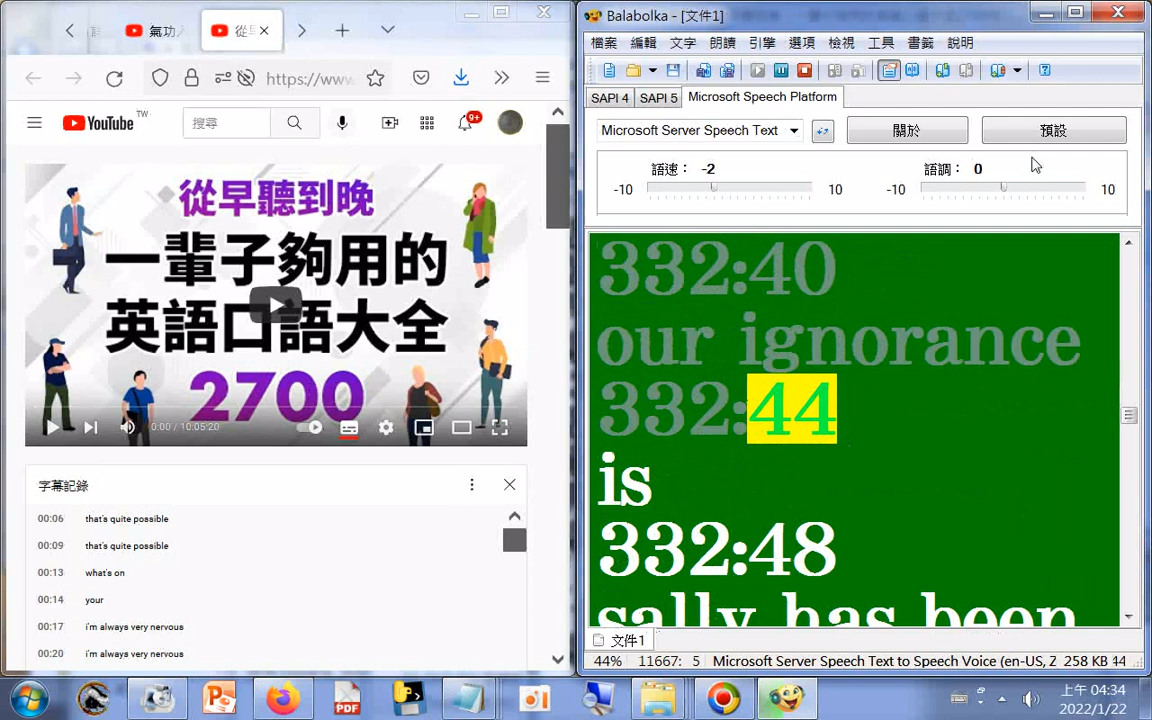 氣功
從
https://www
YouTube TW
搜尋
9+
從早聽到晚
一輩子夠用的
英語口語大全
2700
0:00 / 10:05:20
字幕記錄
00:06 that's quite possible
00:09 that's quite possible
00:13 what's on
00:14 your
00:17 i'm always very nervous
00:20 i'm always very nervous
Balabolka - [文件1]
檔案 編輯 文字 朗讀 引擎 選項 檢視 工具 書籤 說明
SAPI 4 SAPI 5 Microsoft Speech Platform
Microsoft Server Speech Text 關於 預設
語速： -2 語調： 0
-10 10 -10 10
332:40
our ignorance
332:44
is
332:48
sally has been
文件1
44% 11667: 5 Microsoft Server Speech Text to Speech Voice (en-US, Z 258 KB 44
PDF
上午 04:34
2022/1/22